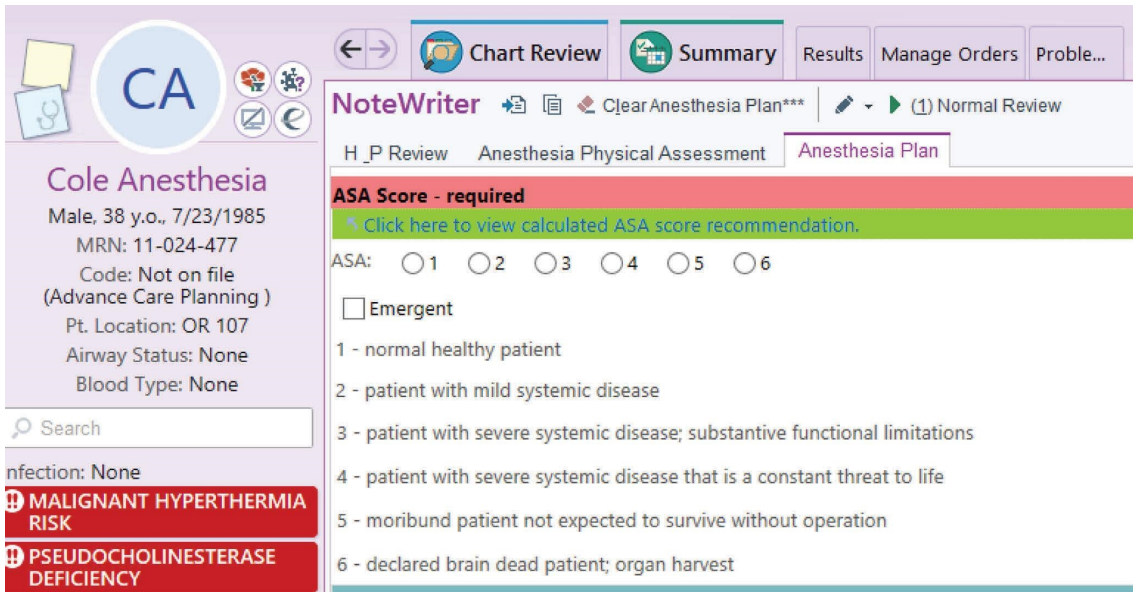 CA
Cole Anesthesia
Male, 38 y.o., 7/23/1985
MRN: 11-024-477
Code: Not on file
(Advance Care Planning )
Pt. Location: OR 107
Airway Status: None
Blood Type: None
Search
nfection: None
MALIGNANT HYPERTHERMIA
RISK
PSEUDOCHOLINESTERASE
DEFICIENCY
Chart Review Summary Results Manage Orders Proble...
NoteWriter Clear Anesthesia Plan*** (1) Normal Review
H _P Review Anesthesia Physical Assessment Anesthesia Plan
ASA Score - required
Click here to view calculated ASA score recommendation.
ASA: 1 2 3 4 5 6
Emergent
1 - normal healthy patient
2 - patient with mild systemic disease
3 - patient with severe systemic disease; substantive functional limitations
4 - patient with severe systemic disease that is a constant threat to life
5 - moribund patient not expected to survive without operation
6 - declared brain dead patient; organ harvest